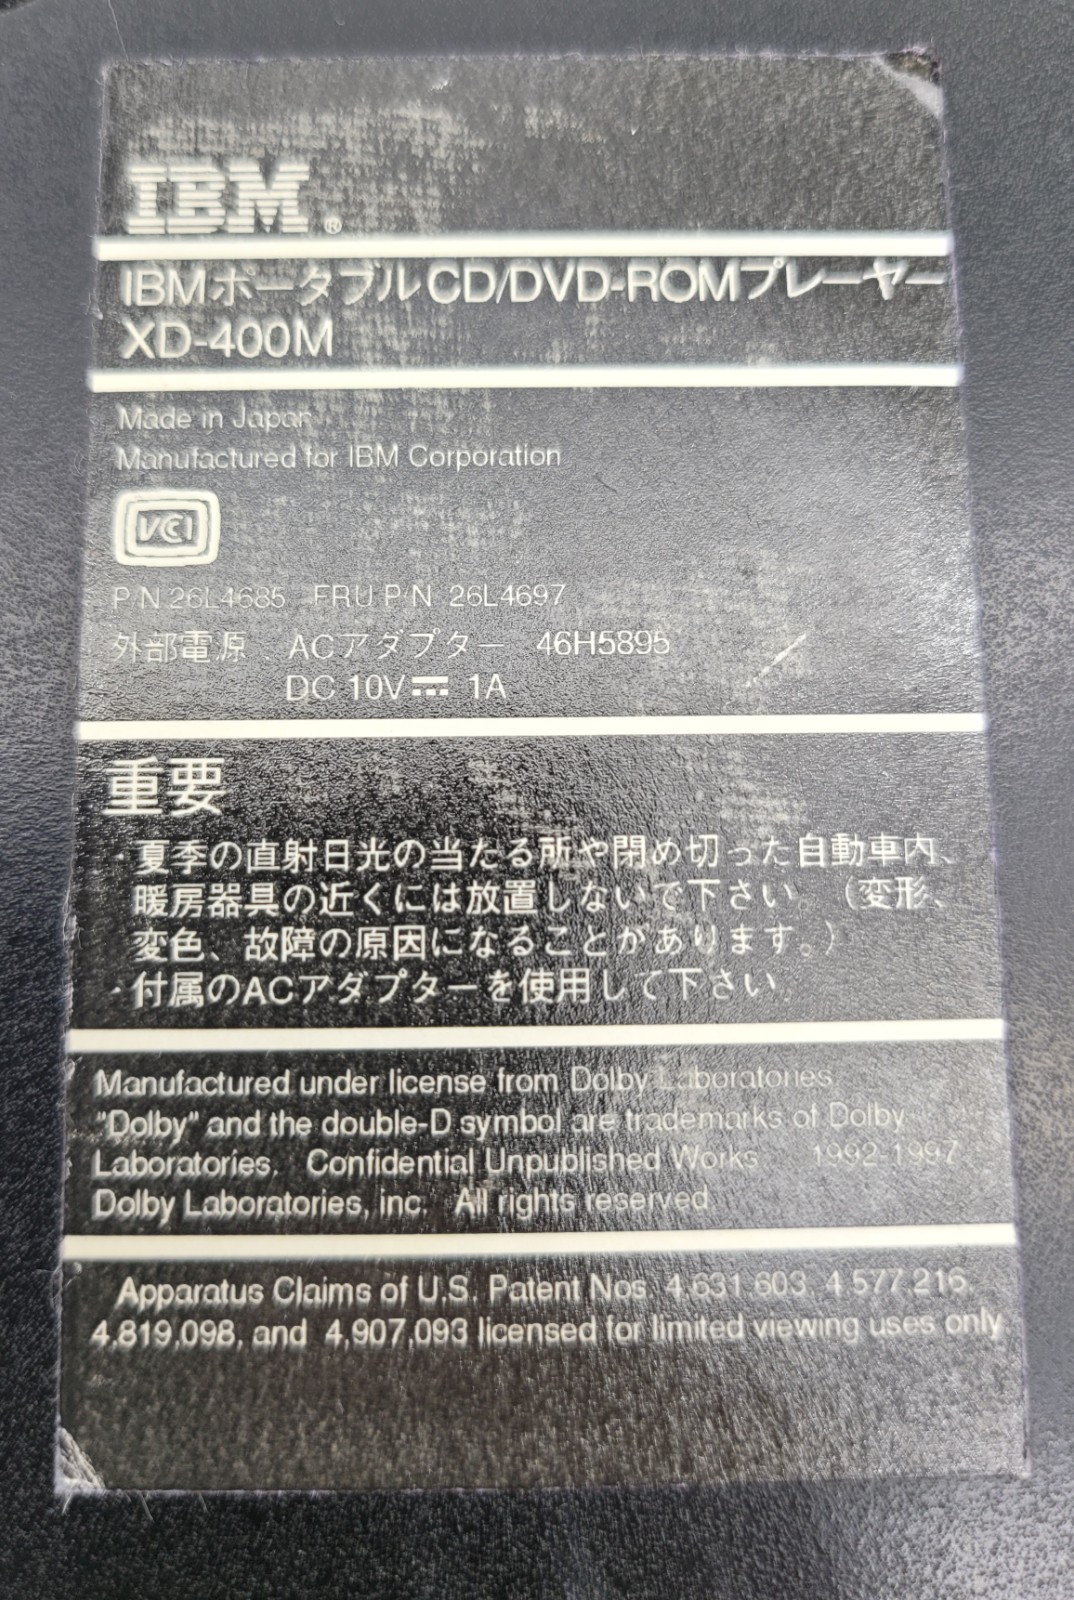 IBM®
IBMポータブルCD/DVD-ROMプレーヤー
XD-400M
Made in Japan
Manufactured for IBM Corporation
VCCI
P/N 26L4685 FRU P/N 26L4697
外部電源 ACアダプター 46H5895
DC 10V⎓ 1A
重要
・夏季の直射日光の当たる所や閉め切った自動車内、
暖房器具の近くには放置しないで下さい。（変形、
変色、故障の原因になることがあります。）
・付属のACアダプターを使用して下さい。
Manufactured under license from Dolby Laboratories.
"Dolby" and the double-D symbol are trademarks of Dolby
Laboratories. Confidential Unpublished Works 1992-1997
Dolby Laboratories, inc. All rights reserved
Apparatus Claims of U.S. Patent Nos. 4,631,603, 4,577,216,
4,819,098, and 4,907,093 licensed for limited viewing uses only